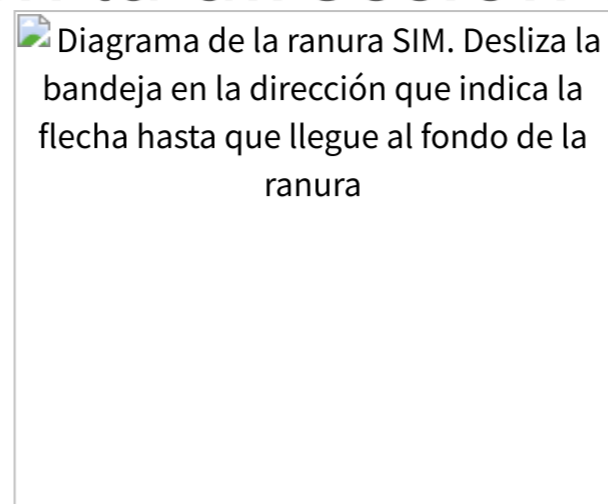 Diagrama de la ranura SIM. Desliza la
bandeja en la dirección que indica la
flecha hasta que llegue al fondo de la
ranura